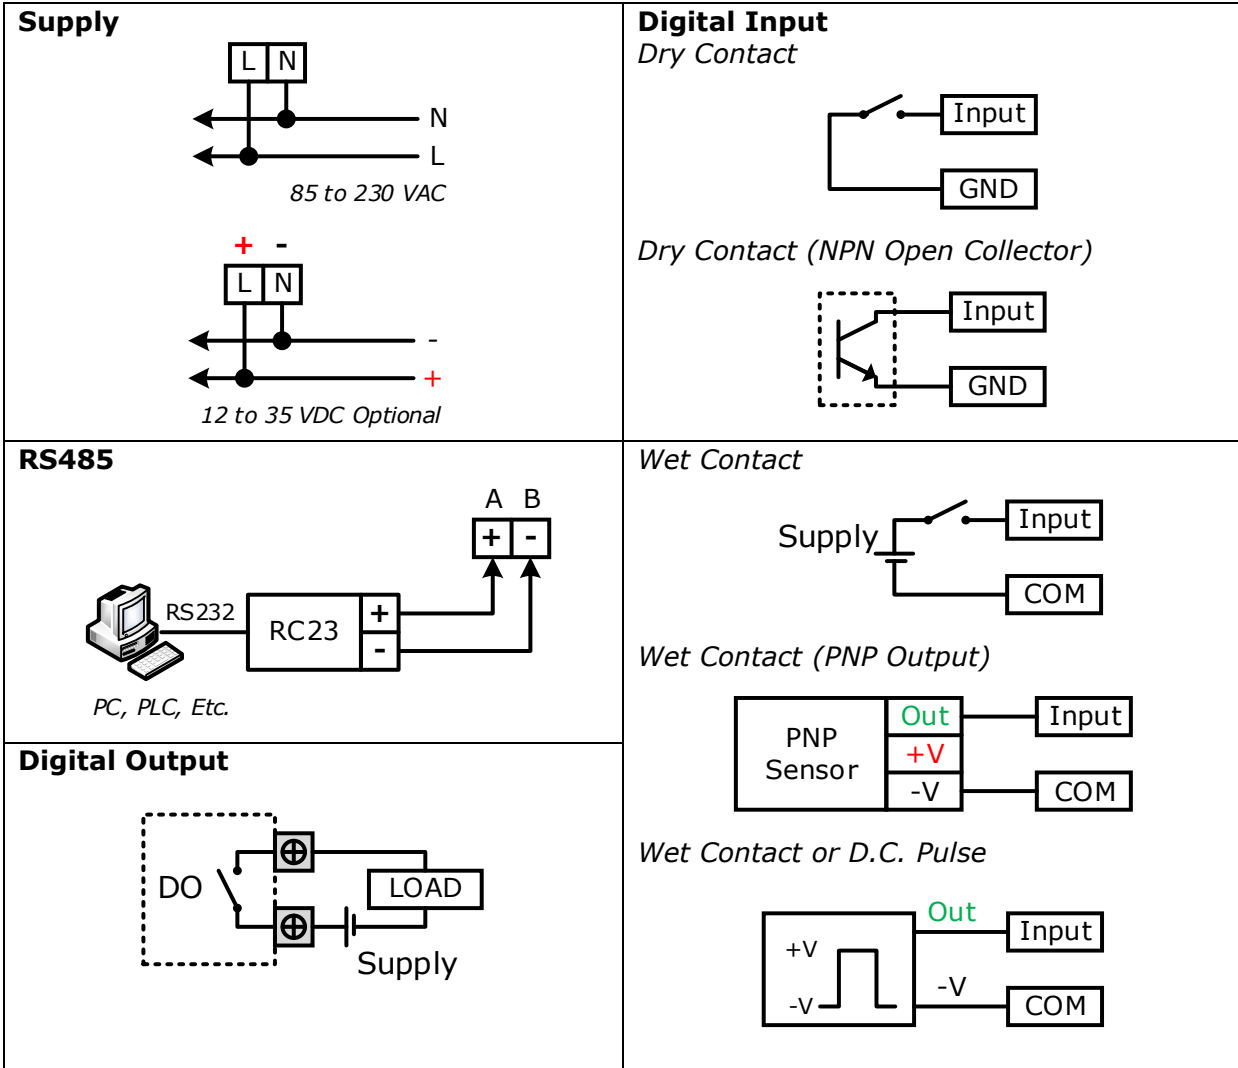 Supply
L N
N
L
85 to 230 VAC
+ -
L N
-
+
12 to 35 VDC Optional
Digital Input
Dry Contact
Input
GND
Dry Contact (NPN Open Collector)
Input
GND
RS485
A B
+ -
RS232
RC23
+
-
PC, PLC, Etc.
Digital Output
DO
LOAD
Supply
Wet Contact
Supply
Input
COM
Wet Contact (PNP Output)
PNP
Sensor
Out
+V
-V
Input
COM
Wet Contact or D.C. Pulse
+V
-V
Out
-V
Input
COM